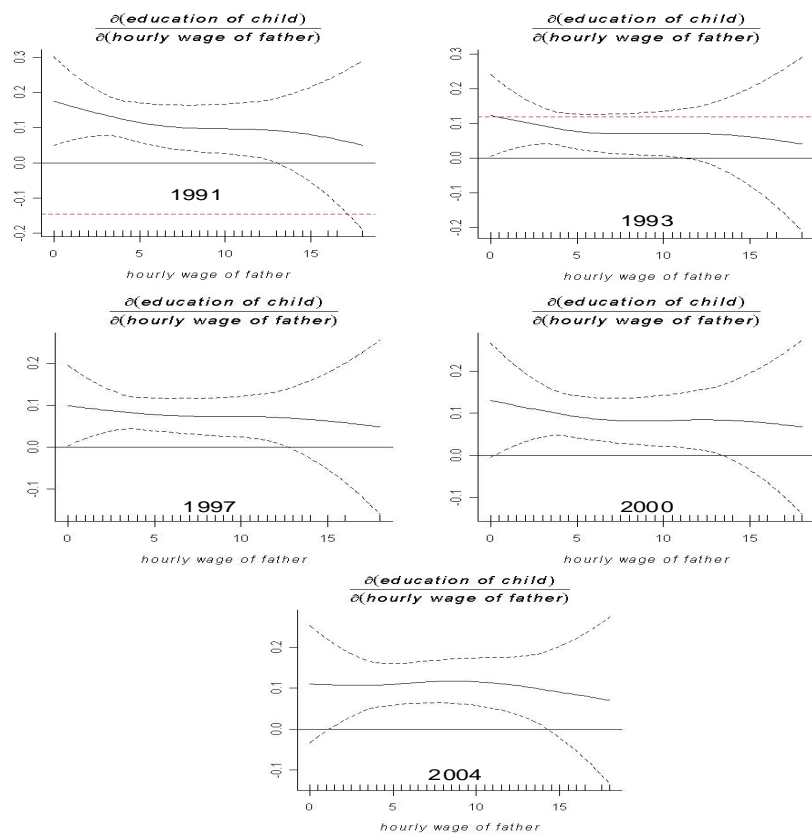 ∂(education of child)
∂(hourly wage of father)
0.3
0.2
0.1
0.0
-0.1
-0.2
1991
0 5 10 15
hourly wage of father
∂(education of child)
∂(hourly wage of father)
0.3
0.2
0.1
0.0
-0.1
-0.2
1993
0 5 10 15
hourly wage of father
∂(education of child)
∂(hourly wage of father)
0.2
0.1
0.0
-0.1
1997
0 5 10 15
hourly wage of father
∂(education of child)
∂(hourly wage of father)
0.2
0.1
0.0
-0.1
2000
0 5 10 15
hourly wage of father
∂(education of child)
∂(hourly wage of father)
0.2
0.1
0.0
-0.1
2004
0 5 10 15
hourly wage of father